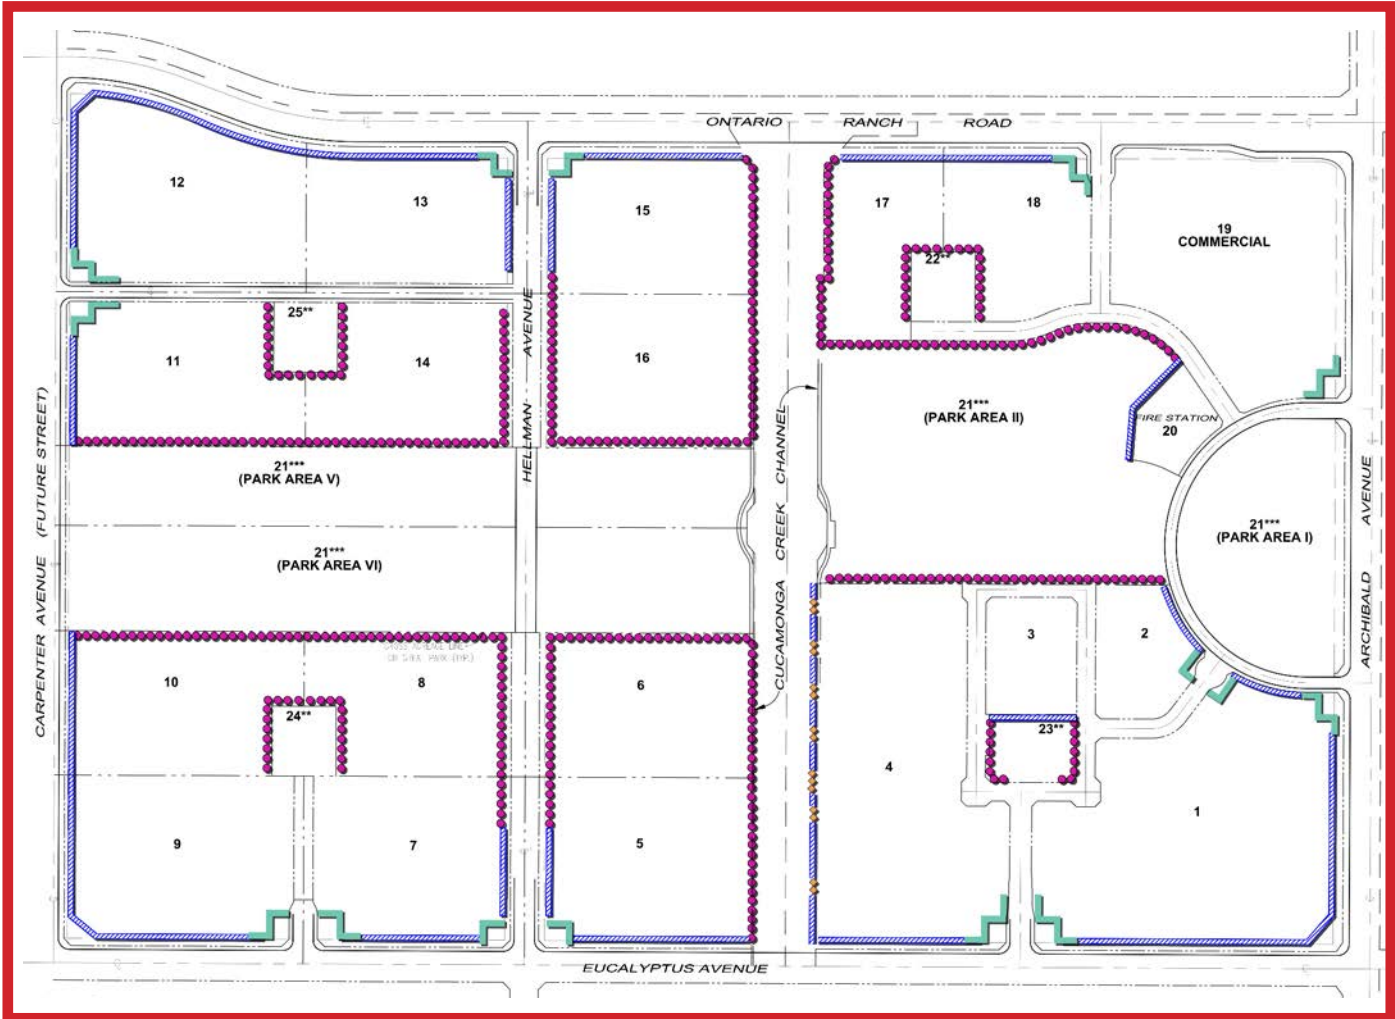 ONTARIO RANCH ROAD
12
13
15
17
18
19
COMMERCIAL
22**
25**
11
14
16
HELLMAN AVENUE
21***
(PARK AREA II)
FIRE STATION
20
CARPENTER AVENUE (FUTURE STREET)
21***
(PARK AREA V)
CUCAMONGA CREEK CHANNEL
21***
(PARK AREA I)
ARCHIBALD AVENUE
21***
(PARK AREA VI)
3
2
GROSS ACREAGE LINE
10
8
6
24**
23**
4
1
9
7
5
EUCALYPTUS AVENUE